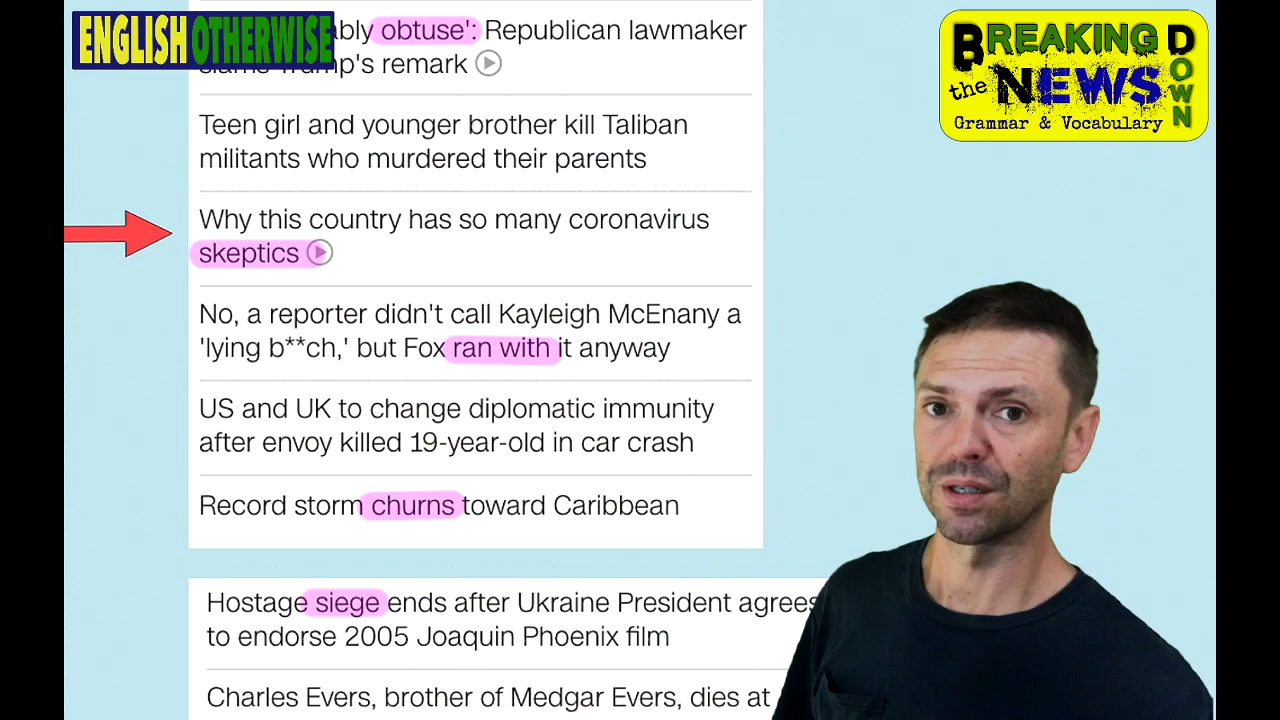 ENGLISH OTHERWISE
BREAKING DOWN
the NEWS
Grammar & Vocabulary
obtuse': Republican lawmaker
Trump's remark
Teen girl and younger brother kill Taliban
militants who murdered their parents
Why this country has so many coronavirus
skeptics
No, a reporter didn't call Kayleigh McEnany a
'lying b**ch,' but Fox ran with it anyway
US and UK to change diplomatic immunity
after envoy killed 19-year-old in car crash
Record storm churns toward Caribbean
Hostage siege ends after Ukraine President agrees
to endorse 2005 Joaquin Phoenix film
Charles Evers, brother of Medgar Evers, dies at